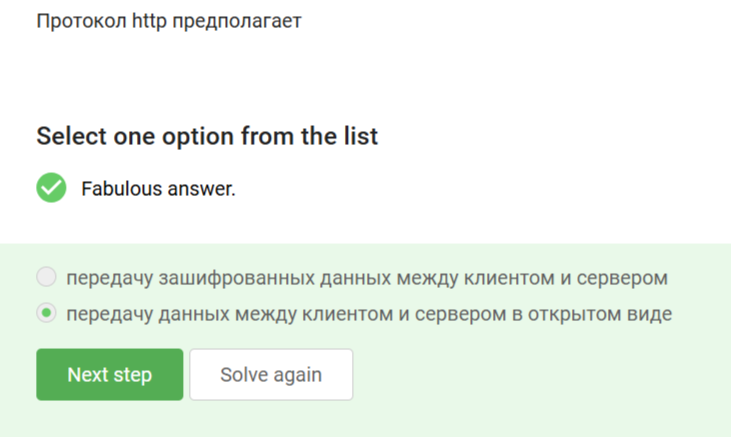 Протокол http предполагает
Select one option from the list
Fabulous answer.
передачу зашифрованных данных между клиентом и сервером
передачу данных между клиентом и сервером в открытом виде
Next step
Solve again